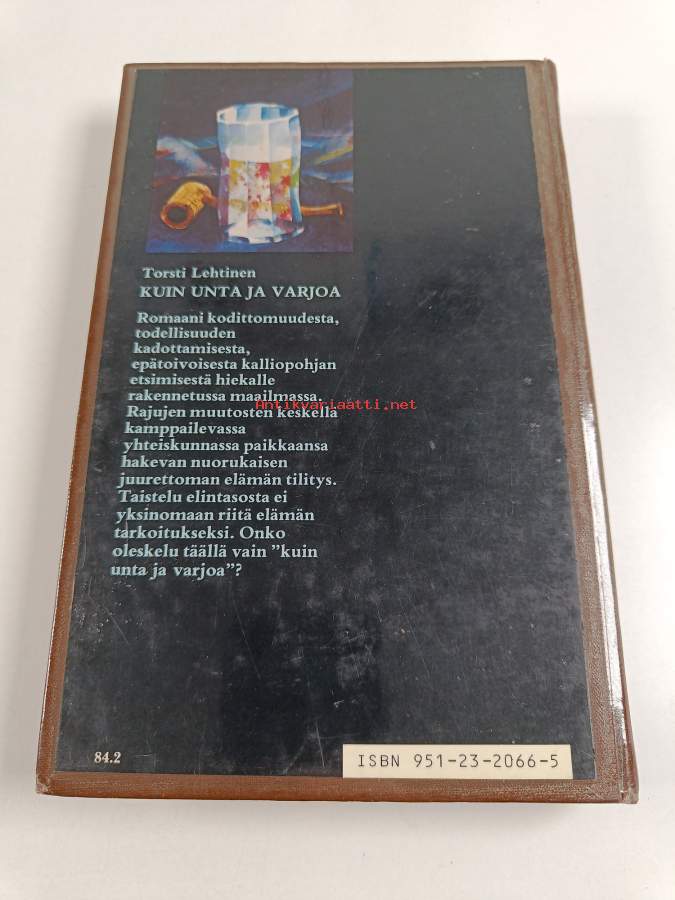 Torsti Lehtinen
KUIN UNTA JA VARJOA
Romaani kodittomuudesta,
todellisuuden
kadottamisesta,
epätoivoisesta kalliopohjan
etsimisestä hiekalle
rakennetussa maailmassa.
Antikvariaatti.net
Rajujen muutosten keskellä
kamppailevassa
yhteiskunnassa paikkaansa
hakevan nuorukaisen
juurettoman elämän tilitys.
Taistelu elintasosta ei
yksinomaan riitä elämän
tarkoitukseksi. Onko
oleskelu täällä vain ”kuin
unta ja varjoa”?
84.2
ISBN 951-23-2066-5